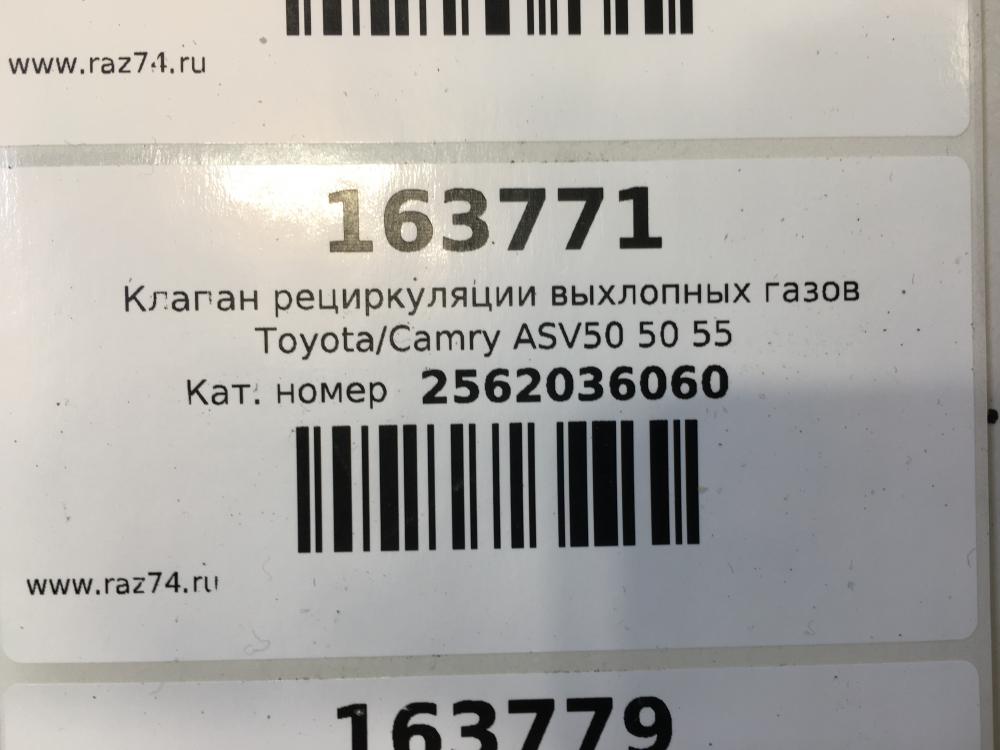 www.raz74.ru
163771
Клапан рециркуляции выхлопных газов
Toyota/Camry ASV50 50 55
Кат. номер 2562036060
www.raz74.ru
163779